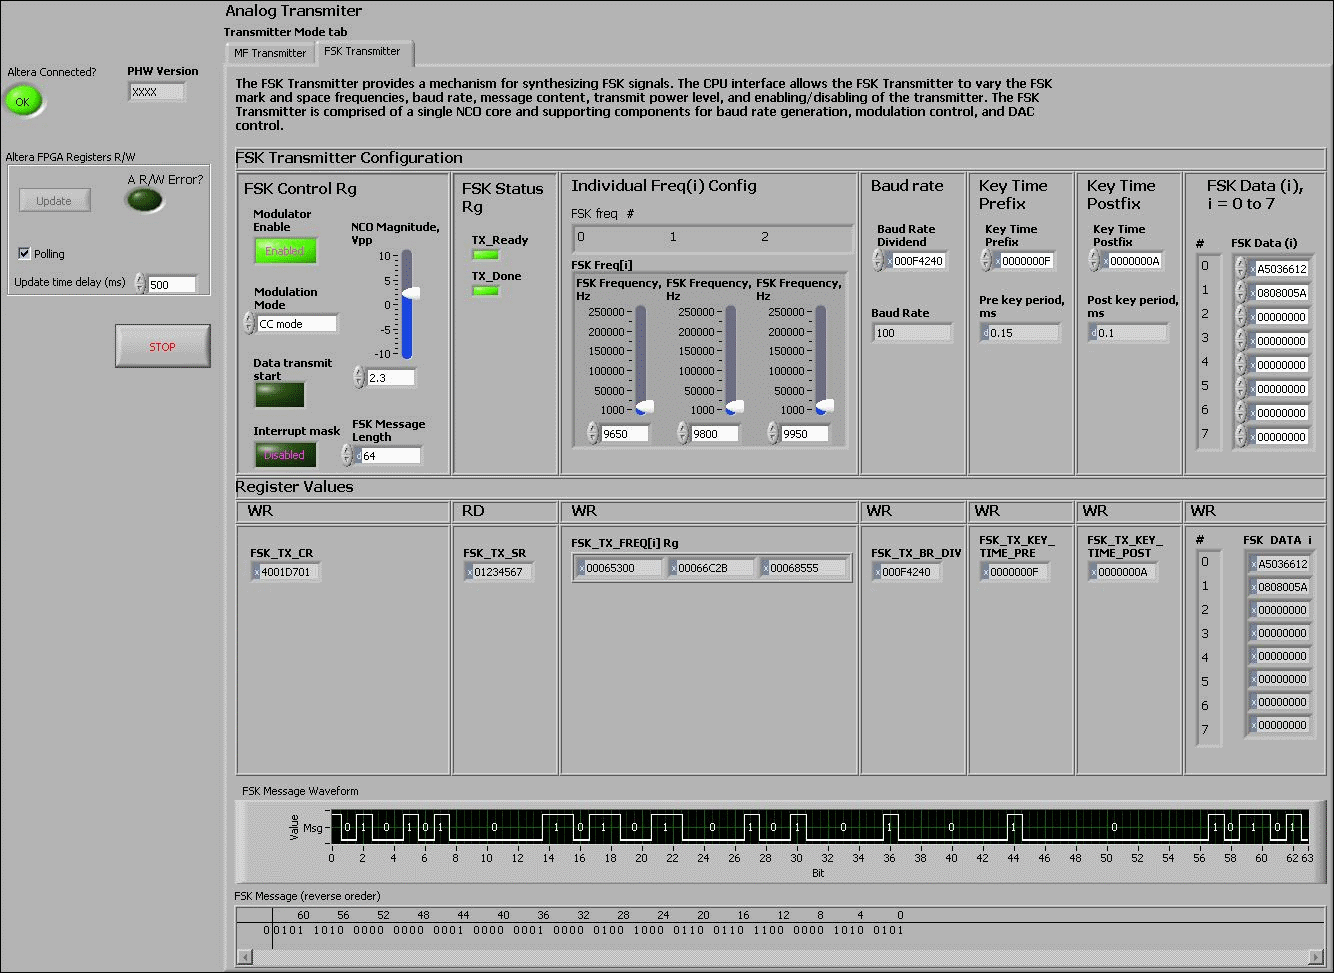 Analog Transmiter
Transmitter Mode tab
MF Transmitter
FSK Transmitter
Altera Connected?
OK
PHW Version
XXXX
Altera FPGA Registers R/W
Update
A R/W Error?
Polling
Update time delay (ms)
500
STOP
The FSK Transmitter provides a mechanism for synthesizing FSK signals. The CPU interface allows the FSK Transmitter to vary the FSK
mark and space frequencies, baud rate, message content, transmit power level, and enabling/disabling of the transmitter. The FSK
Transmitter is comprised of a single NCO core and supporting components for baud rate generation, modulation control, and DAC
control.
FSK Transmitter Configuration
FSK Control Rg
Modulator
Enable
Enabled
Modulation
Mode
CC mode
Data transmit
start
Interrupt mask
Disabled
NCO Magnitude,
Vpp
10
5
0
-5
-10
2.3
FSK Message
Length
d 64
FSK Status
Rg
TX_Ready
TX_Done
Individual Freq(i) Config
FSK freq #
0 1 2
FSK Freq[i]
FSK Frequency,
Hz
250000
200000
150000
100000
50000
1000
9650
FSK Frequency,
Hz
250000
200000
150000
100000
50000
1000
9800
FSK Frequency,
Hz
250000
200000
150000
100000
50000
1000
9950
Baud rate
Baud Rate
Dividend
x 000F4240
Baud Rate
100
Key Time
Prefix
Key Time
Prefix
x 0000000F
Pre key period,
ms
d 0.15
Key Time
Postfix
Key Time
Postfix
x 0000000A
Post key period,
ms
d 0.1
FSK Data (i),
i = 0 to 7
# FSK Data (i)
0 x A5036612
1 x 0808005A
2 x 00000000
3 x 00000000
4 x 00000000
5 x 00000000
6 x 00000000
7 x 00000000
Register Values
WR
RD
WR
WR
WR
WR
WR
FSK_TX_CR
x 4001D701
FSK_TX_SR
x 01234567
FSK_TX_FREQ[i] Rg
x 00065300 x 00066C2B x 00068555
FSK_TX_BR_DIV
x 000F4240
FSK_TX_KEY_
TIME_PRE
x 0000000F
FSK_TX_KEY_
TIME_POST
x 0000000A
# FSK_DATA_i
0 x A5036612
1 x 0808005A
2 x 00000000
3 x 00000000
4 x 00000000
5 x 00000000
6 x 00000000
7 x 00000000
FSK Message Waveform
Value
Msg
0 1 0 1 0 1 0 1 0 1 0 1 0 1 0 1 0 1 0 1 0 1 0 1 0 1
0 2 4 6 8 10 12 14 16 18 20 22 24 26 28 30 32 34 36 38 40 42 44 46 48 50 52 54 56 58 60 62 63
Bit
FSK Message (reverse oreder)
60 56 52 48 44 40 36 32 28 24 20 16 12 8 4 0
0 0101 1010 0000 0000 0001 0000 0001 0000 0100 1000 0110 0110 1100 0000 1010 0101